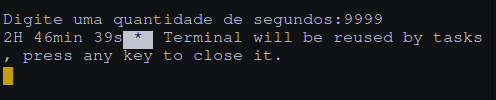 Digite uma quantidade de segundos:9999
2H 46min 39s * Terminal will be reused by tasks
, press any key to close it.